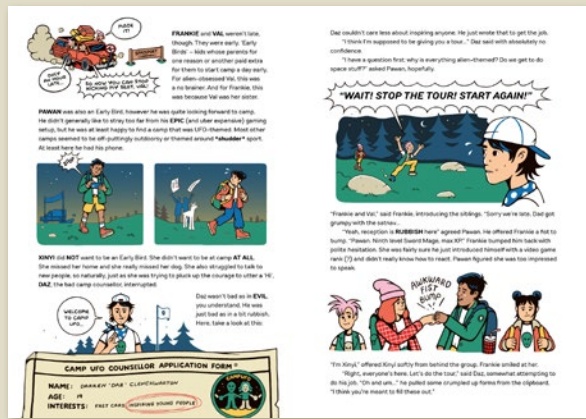 MADE IT!
FRANKIE and VAL weren't late,
though. They were early. 'Early
Birds' – kids whose parents for
one reason or another paid extra
for them to start camp a day early.
For alien-obsessed Val, this was
a no brainer. And for Frankie, this
was because Val was her sister.
OVER AN HOUR LATE...
SO NOW YOU CAN STOP
KICKING MY SEAT, VAL!
PAWAN was also an Early Bird, however he was quite looking forward to camp.
He didn't generally like to stray too far from his EPIC (and uber expensive) gaming
setup, but he was at least happy to find a camp that was UFO-themed. Most other
camps seemed to be off-puttingly outdoorsy or themed around *shudder* sport.
At least here he had his phone.
XINYI did NOT want to be an Early Bird. She didn't want to be at camp AT ALL.
She missed her home and she really missed her dog. She also struggled to talk to
new people, so naturally, just as she was trying to pluck up the courage to utter a 'Hi',
DAZ, the bad camp counsellor, interrupted.
WELCOME
TO CAMP
UFO...
Daz wasn't bad as in EVIL
you understand. He was
just bad as in a bit rubbish.
Here, take a look at this:
CAMP UFO COUNSELLOR APPLICATION FORM
NAME: DARREN "DAZ"
AGE: 19
INTERESTS: FAST CARS, INSPIRING YOUNG PEOPLE
Daz couldn't care less about inspiring anyone. He just wrote that to get the job.
"I think I'm supposed to be giving you a tour..." Daz said with absolutely no
confidence.
"I have a question first: why is everything alien-themed? Do we get to do
space stuff?" asked Pawan, hopefully.
"WAIT! STOP THE TOUR! START AGAIN!"
"Frankie and Val," said Frankie, introducing the siblings. "Sorry we're late. Dad got
grumpy with the satnav..."
"Yeah, reception is RUBBISH here" agreed Pawan. He offered Frankie a fist to
bump. "Pawan. Ninth level Sword Mage, max XP." Frankie bumped him back with
polite hesitation. She was fairly sure he just introduced himself with a video game
rank (?) and didn't really know how to react. Pawan figured she was too impressed
to speak.
AWKWARD
FIST
BUMP!
"I'm Xinyi," offered Xinyi softly from behind the group. Frankie smiled at her.
"Right, everyone's here. Let's do the tour," said Daz, somewhat attempting to
do his job. "Oh and um..." he pulled some crumpled up forms from the clipboard.
"I think you're meant to fill these out."